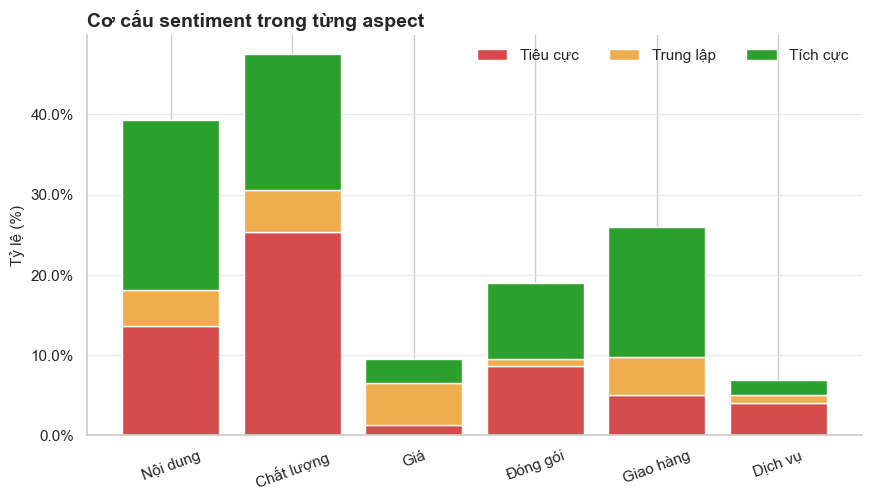 Cơ cấu sentiment trong từng aspect
Tiêu cực Trung lập Tích cực
Tỷ lệ (%)
40.0%
30.0%
20.0%
10.0%
0.0%
Nội dung Chất lượng Giá Đóng gói Giao hàng Dịch vụ